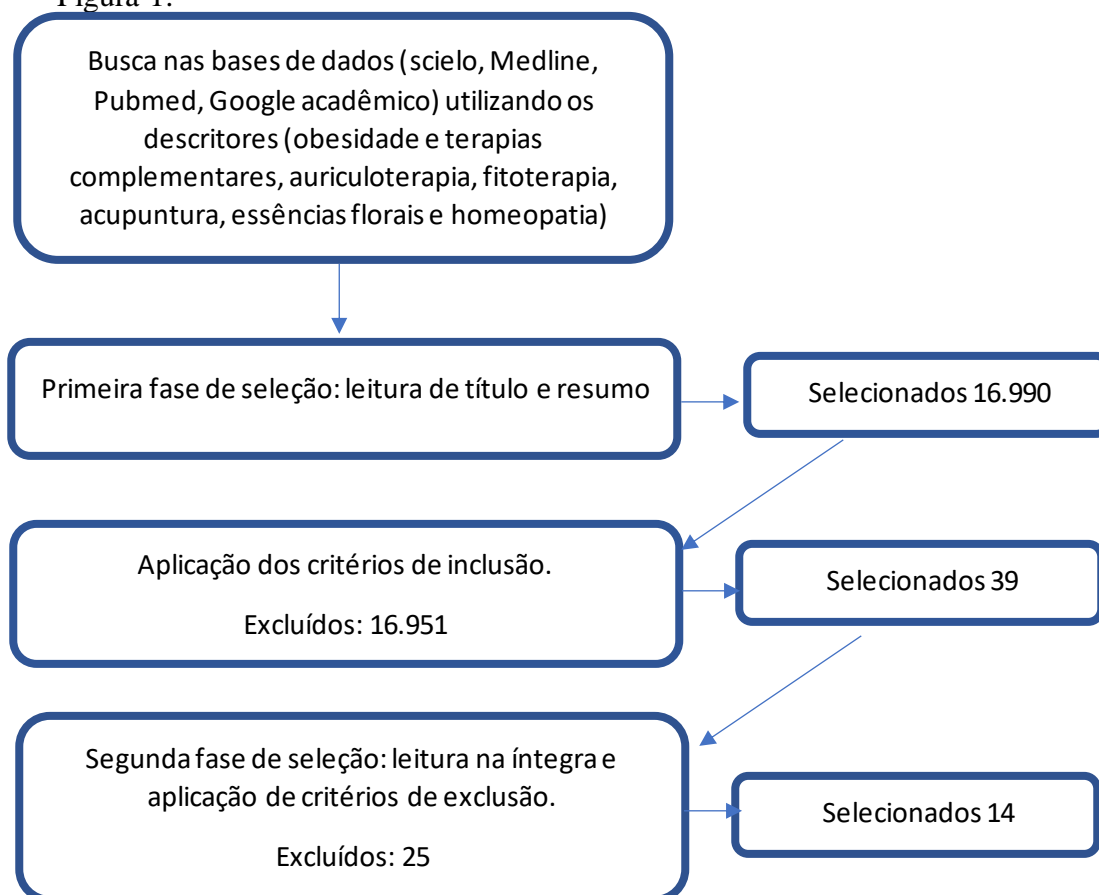 Figura 1.
Busca nas bases de dados (scielo, Medline,
Pubmed, Google acadêmico) utilizando os
descritores (obesidade e terapias
complementares, auriculoterapia, fitoterapia,
acupuntura, essências florais e homeopatia)
Primeira fase de seleção: leitura de título e resumo
Selecionados 16.990
Aplicação dos critérios de inclusão.
Excluídos: 16.951
Selecionados 39
Segunda fase de seleção: leitura na íntegra e
aplicação de critérios de exclusão.
Excluídos: 25
Selecionados 14